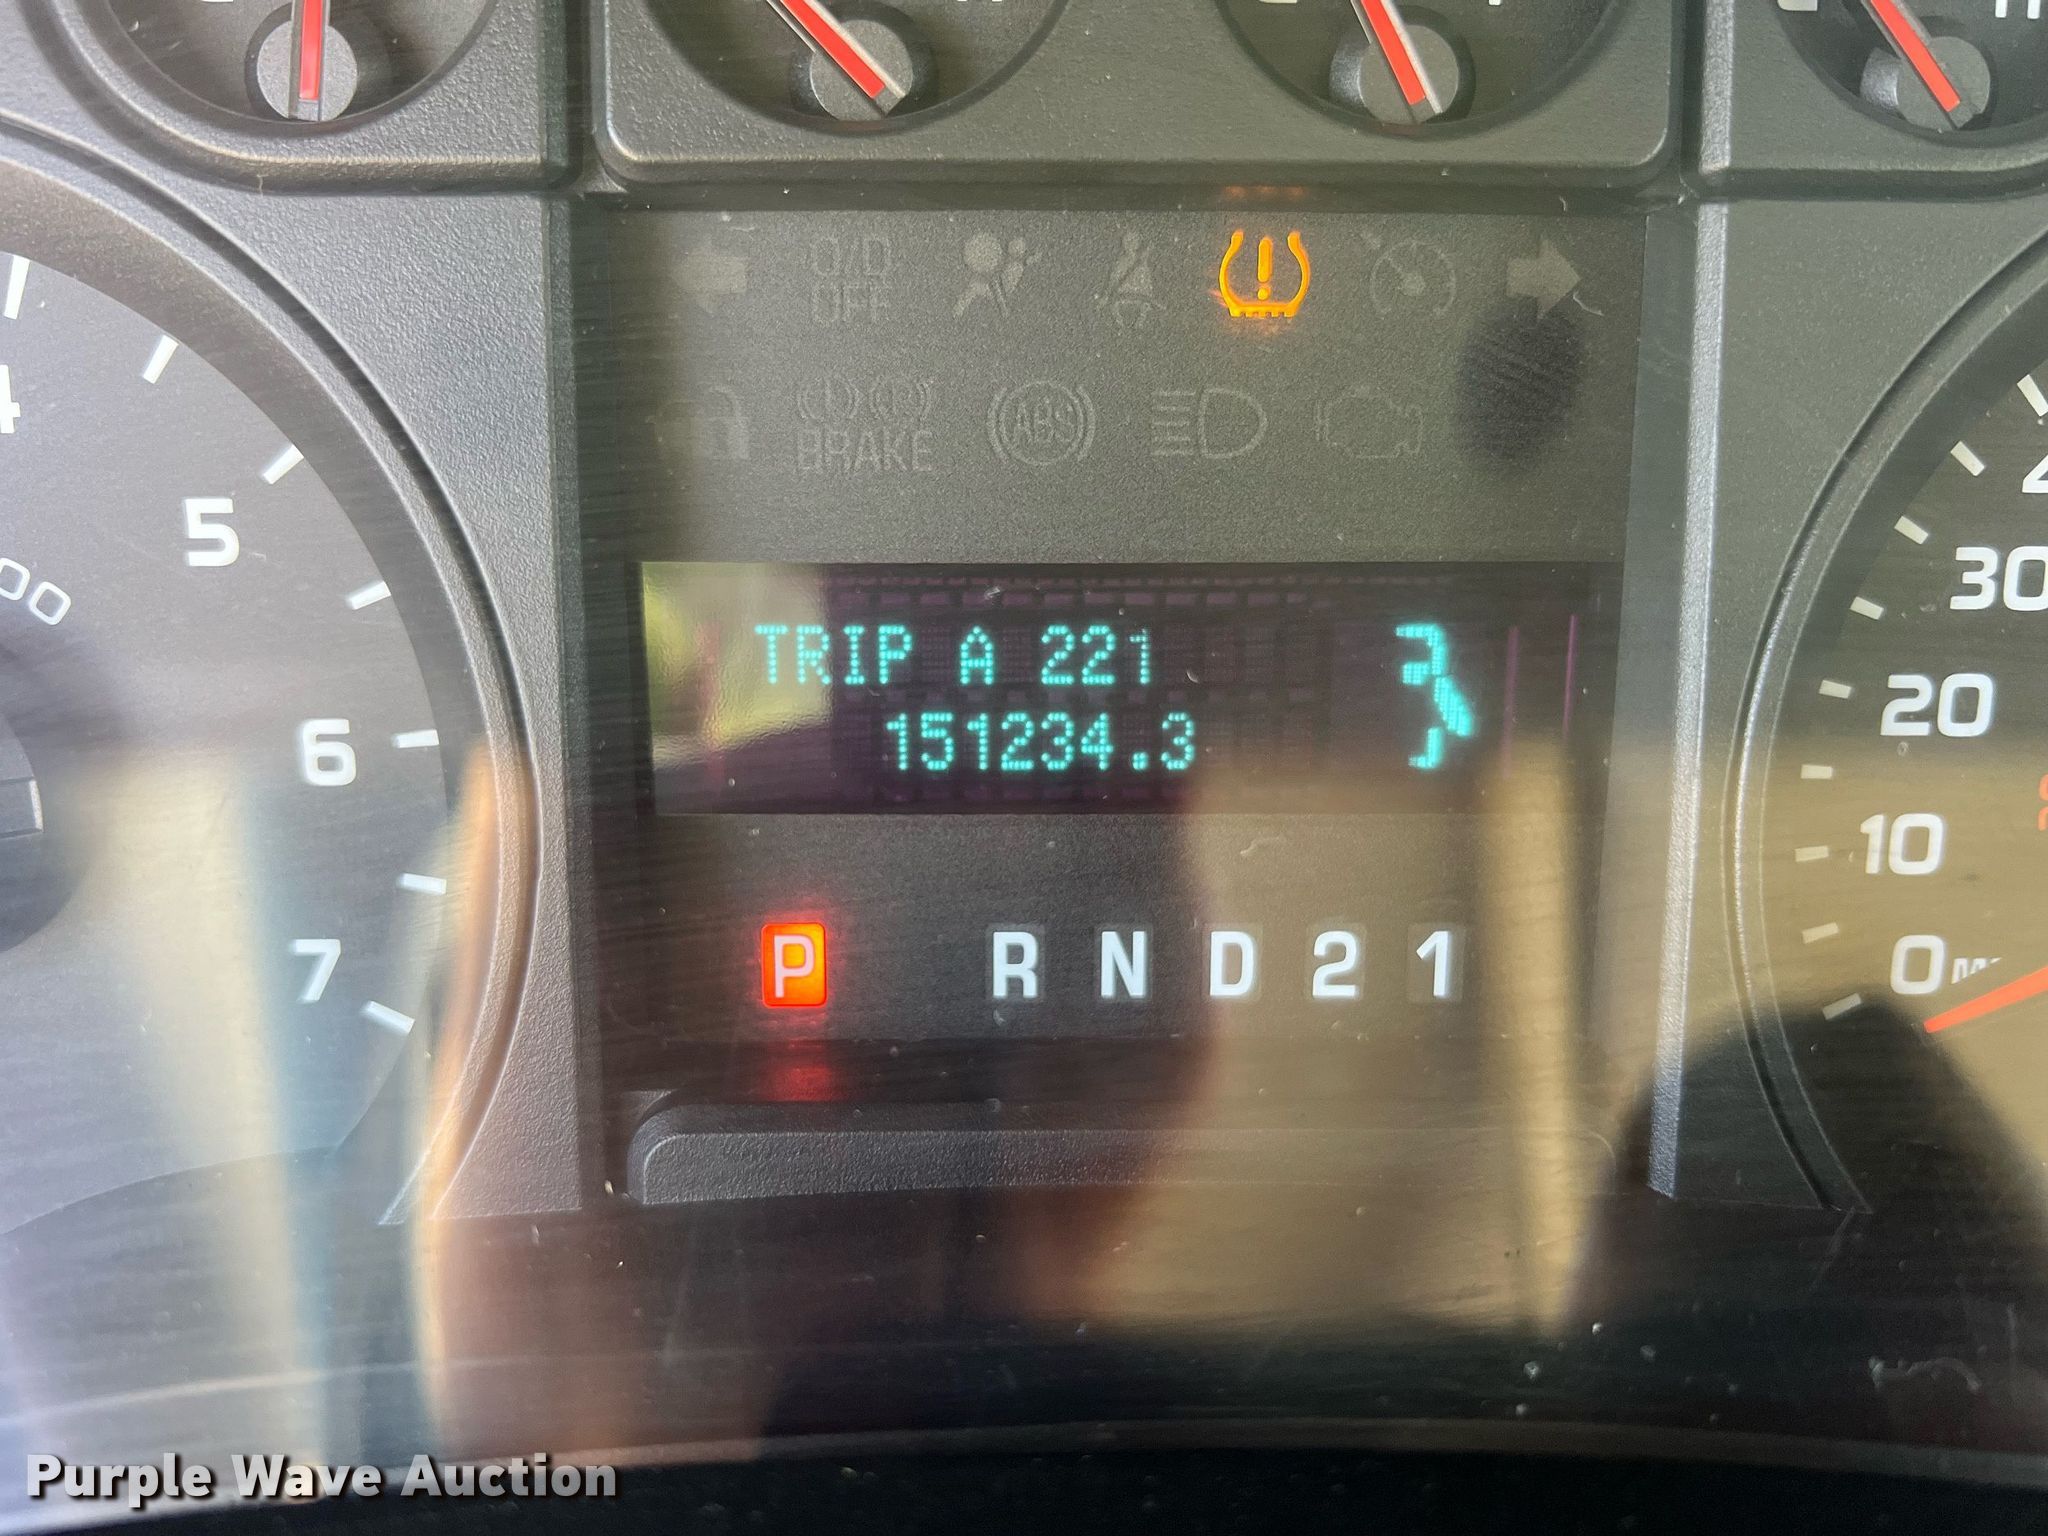 O/D
OFF
ABS
BRAKE
4
5
6
7
30
20
10
0
TRIP A 221
151234.3
P R N D 2 1
Purple Wave Auction